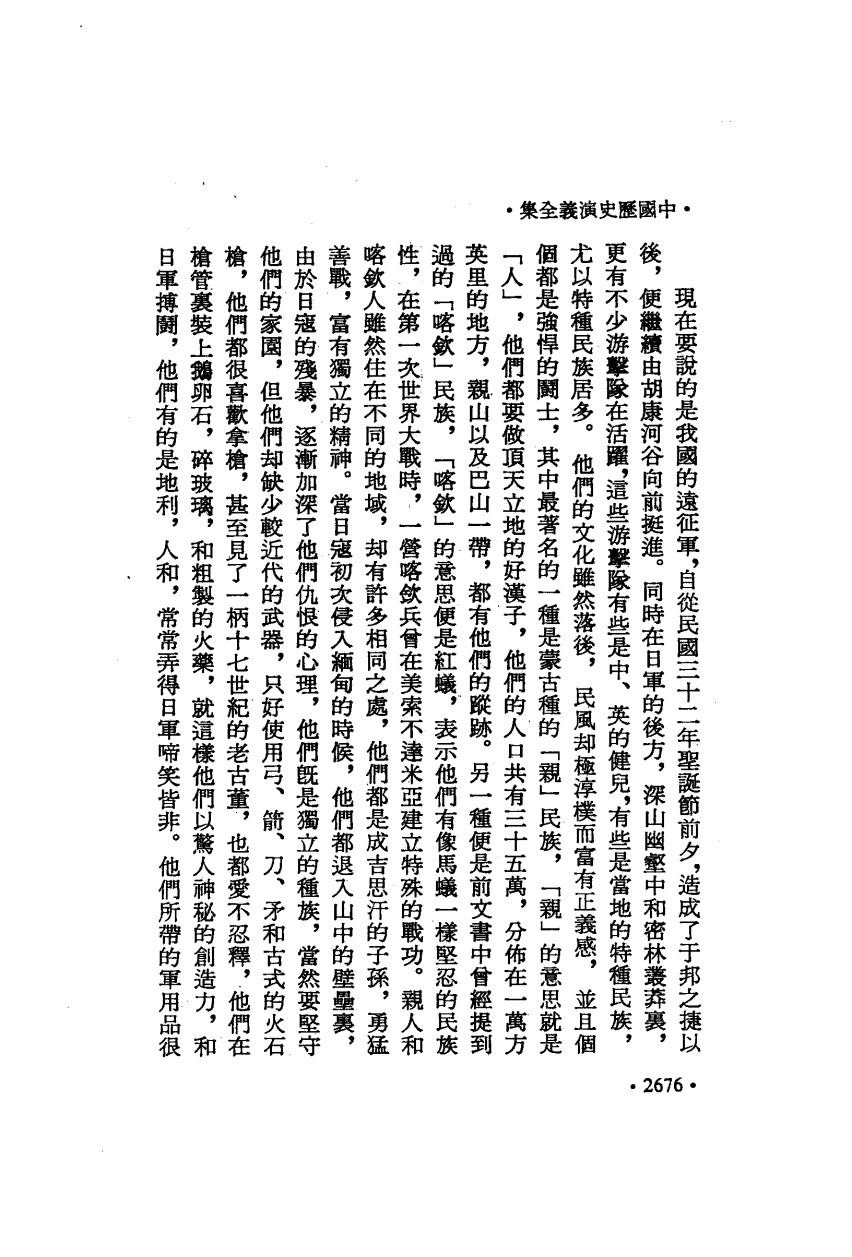 ・中國歷史演義全集・
現在要說的是我國的遠征軍，自從民國三十二年聖誕節前夕，造成了于邦之捷以
後，便繼續由胡康河谷向前挺進。同時在日軍的後方，深山幽壑中和密林叢莽裏，
更有不少游擊隊在活躍，這些游擊隊有些是中、英的健兒，有些是當地的特種民族，
尤以特種民族居多。他們的文化雖然落後，民風却極淳樸而富有正義感，並且個
個都是強悍的鬪士，其中最著名的一種是蒙古種的「親」民族，「親」的意思就是
「人」，他們都要做頂天立地的好漢子，他們的人口共有三十五萬，分佈在一萬方
英里的地方，親山以及巴山一帶，都有他們的蹤跡。另一種便是前文書中曾經提到
過的「喀欽」民族，「喀欽」的意思便是紅蟻，表示他們有像馬蟻一樣堅忍的民族
性，在第一次世界大戰時，一營喀欽兵曾在美索不達米亞建立特殊的戰功。親人和
喀欽人雖然住在不同的地域，却有許多相同之處，他們都是成吉思汗的子孫，勇猛
善戰，富有獨立的精神。當日寇初次侵入緬甸的時候，他們都退入山中的壁壘裏，
由於日寇的殘暴，逐漸加深了他們仇恨的心理，他們既是獨立的種族，當然要堅守
他們的家園，但他們却缺少較近代的武器，只好使用弓、箭、刀、矛和古式的火石
槍，他們都很喜歡拿槍，甚至見了一柄十七世紀的老古董，也都愛不忍釋，他們在
槍管裏裝上鵝卵石，碎玻璃，和粗製的火藥，就這樣他們以驚人神秘的創造力，和
日軍搏鬪，他們有的是地利，人和，常常弄得日軍啼笑皆非。他們所帶的軍用品很
・2676・